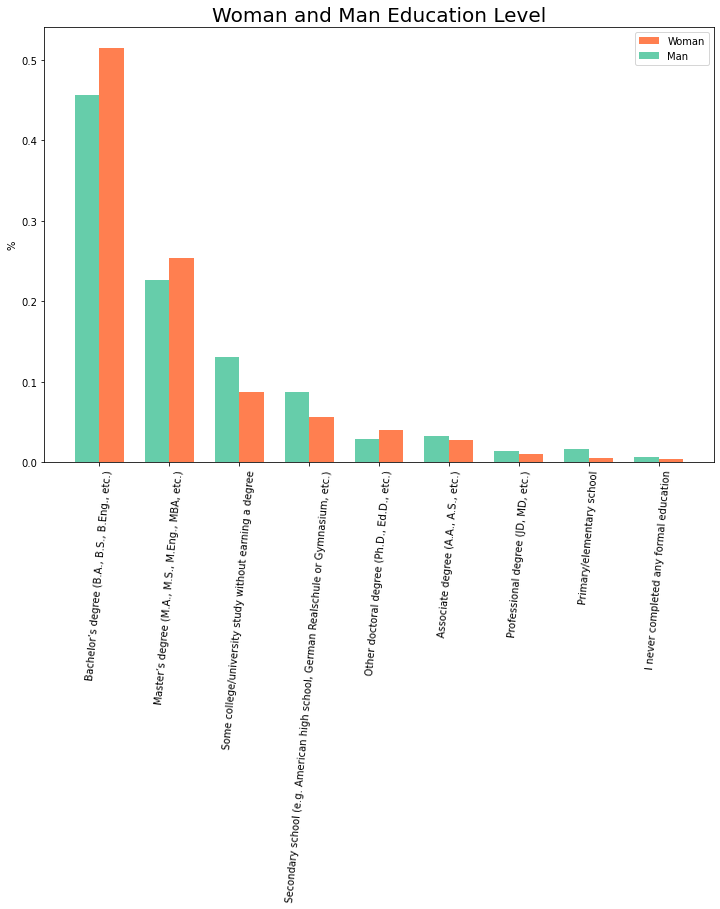 Woman and Man Education Level
Woman
Man
0.5
0.4
0.3
0.2
0.1
0.0
%
Bachelor’s degree (B.A., B.S., B.Eng., etc.)
Master’s degree (M.A., M.S., M.Eng., MBA, etc.)
Some college/university study without earning a degree
Secondary school (e.g. American high school, German Realschule or Gymnasium, etc.)
Other doctoral degree (Ph.D., Ed.D., etc.)
Associate degree (A.A., A.S., etc.)
Professional degree (JD, MD, etc.)
Primary/elementary school
I never completed any formal education